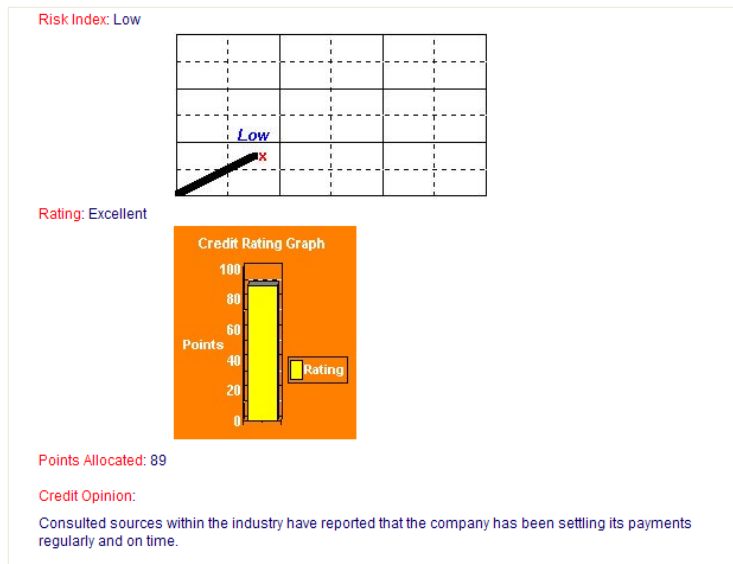 Risk Index: Low
Low
x
Rating: Excellent
Credit Rating Graph
100
80
60
Points
40
Rating
20
0
Points Allocated: 89
Credit Opinion:
Consulted sources within the industry have reported that the company has been settling its payments
regularly and on time.